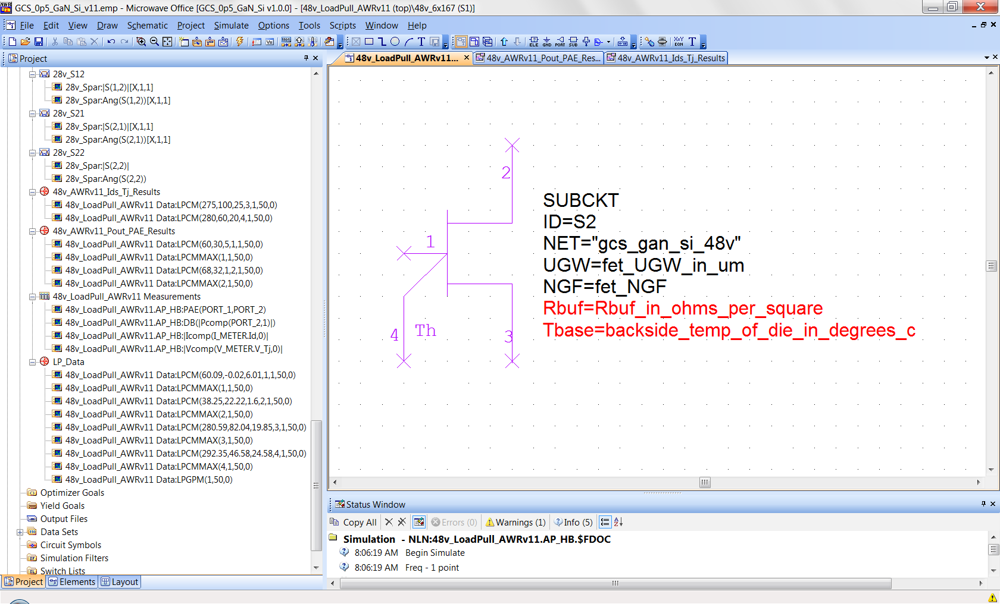 GCS_0p5_GaN_Si_v11.emp - Microwave Office [GCS_0p5_GaN_Si v1.0.0] - [48v_LoadPull_AWRv11 (top)\48v_6x167 (S1)]
File Edit View Draw Schematic Project Simulate Options Tools Scripts Window Help
Project
48v_LoadPull_AWRv11... 48v_AWRv11_Pout_PAE_Res... 48v_AWRv11_Ids_Tj_Results
28v_S12
28v_Spar:|S(1,2)|[X,1,1]
28v_Spar:Ang(S(1,2))[X,1,1]
28v_S21
28v_Spar:|S(2,1)|[X,1,1]
28v_Spar:Ang(S(2,1))[X,1,1]
28v_S22
28v_Spar:|S(2,2)|
28v_Spar:Ang(S(2,2))
48v_AWRv11_Ids_Tj_Results
48v_LoadPull_AWRv11 Data:LPCM(275,100,25,3,1,50,0)
48v_LoadPull_AWRv11 Data:LPCM(280,60,20,4,1,50,0)
48v_AWRv11_Pout_PAE_Results
48v_LoadPull_AWRv11 Data:LPCM(60,30,5,1,1,50,0)
48v_LoadPull_AWRv11 Data:LPCMMAX(1,1,50,0)
48v_LoadPull_AWRv11 Data:LPCM(68,32,1,2,1,50,0)
48v_LoadPull_AWRv11 Data:LPCMMAX(2,1,50,0)
48v_LoadPull_AWRv11 Measurements
48v_LoadPull_AWRv11.AP_HB:PAE(PORT_1,PORT_2)
48v_LoadPull_AWRv11.AP_HB:DB(|Pcomp(PORT_2,1)|)
48v_LoadPull_AWRv11.AP_HB:|Icomp(I_METER.Id,0)|
48v_LoadPull_AWRv11.AP_HB:|Vcomp(V_METER.V_Tj,0)|
LP_Data
48v_LoadPull_AWRv11 Data:LPCM(60.09,-0.02,6.01,1,1,50,0)
48v_LoadPull_AWRv11 Data:LPCMMAX(1,1,50,0)
48v_LoadPull_AWRv11 Data:LPCM(38.25,22.22,1.6,2,1,50,0)
48v_LoadPull_AWRv11 Data:LPCMMAX(2,1,50,0)
48v_LoadPull_AWRv11 Data:LPCM(280.59,82.04,19.85,3,1,50,0)
48v_LoadPull_AWRv11 Data:LPCMMAX(3,1,50,0)
48v_LoadPull_AWRv11 Data:LPCM(292.35,46.58,24.58,4,1,50,0)
48v_LoadPull_AWRv11 Data:LPCMMAX(4,1,50,0)
48v_LoadPull_AWRv11 Data:LPGPM(1,50,0)
Optimizer Goals
Yield Goals
Output Files
Data Sets
Circuit Symbols
Simulation Filters
Switch Lists
Project Elements Layout
2
1
4
Th
3
SUBCKT
ID=S2
NET="gcs_gan_si_48v"
UGW=fet_UGW_in_um
NGF=fet_NGF
Rbuf=Rbuf_in_ohms_per_square
Tbase=backside_temp_of_die_in_degrees_c
Status Window
Copy All Errors (0) Warnings (1) Info (5)
Simulation - NLN:48v_LoadPull_AWRv11.AP_HB.$FDOC
8:06:19 AM Begin Simulate
8:06:19 AM Freq - 1 point